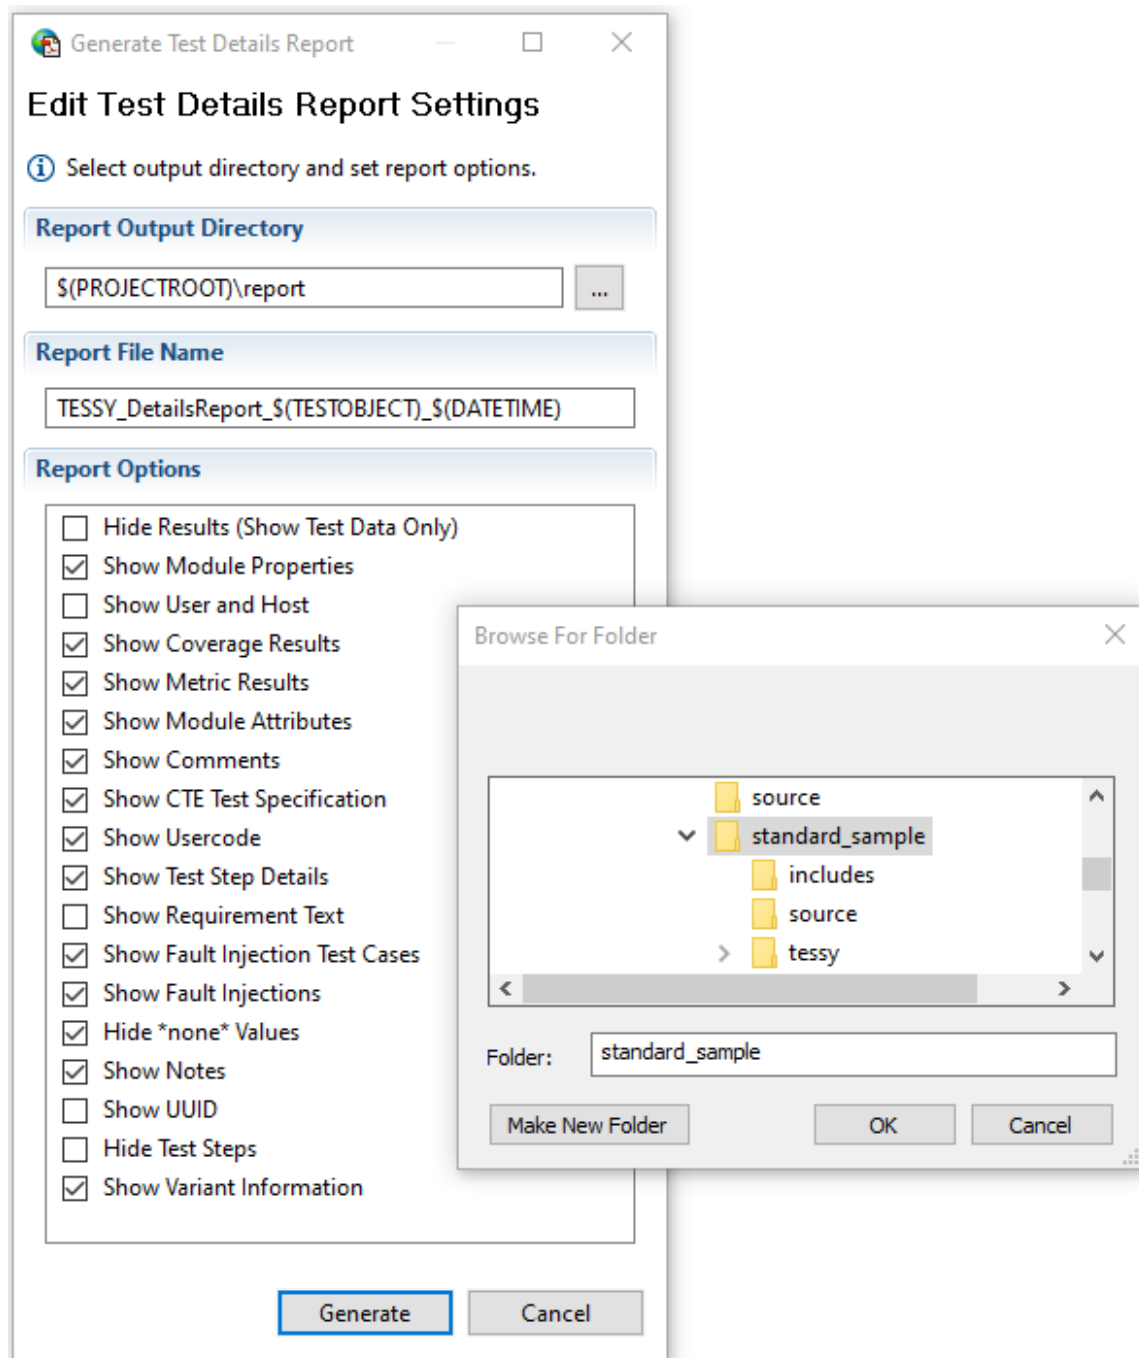 Generate Test Details Report
Edit Test Details Report Settings
Select output directory and set report options.
Report Output Directory
$(PROJECTROOT)\report
...
Report File Name
TESSY_DetailsReport_$(TESTOBJECT)_$(DATETIME)
Report Options
Hide Results (Show Test Data Only)
Show Module Properties
Show User and Host
Show Coverage Results
Show Metric Results
Show Module Attributes
Show Comments
Show CTE Test Specification
Show Usercode
Show Test Step Details
Show Requirement Text
Show Fault Injection Test Cases
Show Fault Injections
Hide *none* Values
Show Notes
Show UUID
Hide Test Steps
Show Variant Information
Generate
Cancel
Browse For Folder
source
standard_sample
includes
source
tessy
Folder:
standard_sample
Make New Folder
OK
Cancel